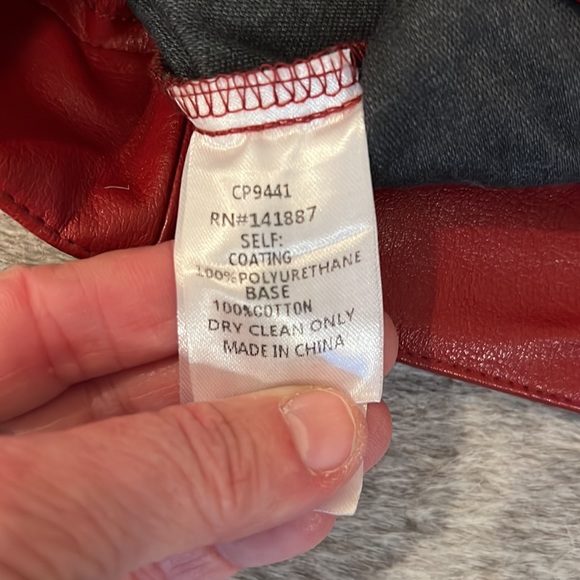 CP9441
RN#141887
SELF:
COATING
100%POLYURETHANE
BASE
100%COTTON
DRY CLEAN ONLY
MADE IN CHINA